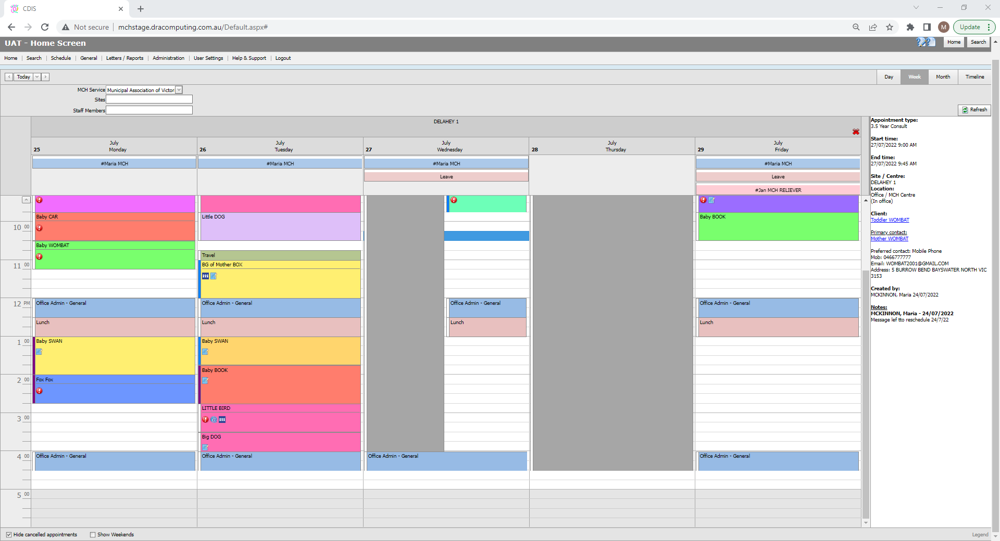 CDIS
Not secure
mchstage.dracomputing.com.au/Default.aspx#
M
Update
UAT - Home Screen
Home
Search
Home | Search | Schedule | General | Letters / Reports | Administration | User Settings | Help & Support | Logout
Today
Day
Week
Month
Timeline
MCH Service Municipal Association of Victor
Sites
Staff Members
Refresh
DELAHEY 1
July
25 Monday
July
26 Tuesday
July
27 Wednesday
July
28 Thursday
July
29 Friday
#Maria MCH
#Maria MCH
#Maria MCH
#Maria MCH
Leave
Leave
#Jan MCH RELIEVER
10 00
11 00
12 PM
1 00
2 00
3 00
4 00
5 00
Baby CAR
Baby WOMBAT
Office Admin - General
Lunch
Baby SWAN
Fox Fox
Office Admin - General
Little DOG
Travel
BG of Mother BOX
Office Admin - General
Lunch
Baby SWAN
Baby BOOK
LITTLE BIRD
Big DOG
Office Admin - General
Office Admin - General
Lunch
Office Admin - General
Baby BOOK
Office Admin - General
Lunch
Office Admin - General
Appointment type:
3.5 Year Consult
Start time:
27/07/2022 9:00 AM
End time:
27/07/2022 9:45 AM
Site / Centre:
DELAHEY 1
Location:
Office / MCH Centre
(In office)
Client:
Toddler WOMBAT
Primary contact:
Mother WOMBAT
Preferred contact: Mobile Phone
Mob: 0466777777
Email: WOMBAT2001@GMAIL.COM
Address: 5 BURROW BEND BAYSWATER NORTH VIC
3153
Created by:
MCKINNON, Maria 24/07/2022
Notes:
MCKINNON, Maria - 24/07/2022
Message lef tto reschedule 24/7/22
Hide cancelled appointments
Show Weekends
Legend